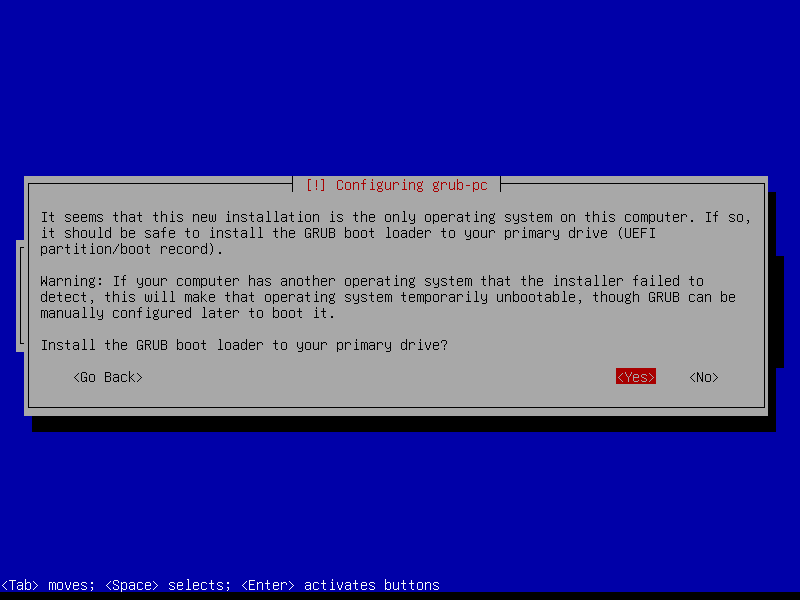 [!] Configuring grub-pc
It seems that this new installation is the only operating system on this computer. If so,
it should be safe to install the GRUB boot loader to your primary drive (UEFI
partition/boot record).
Warning: If your computer has another operating system that the installer failed to
detect, this will make that operating system temporarily unbootable, though GRUB can be
manually configured later to boot it.
Install the GRUB boot loader to your primary drive?
<Go Back> <Yes> <No>
<Tab> moves; <Space> selects; <Enter> activates buttons